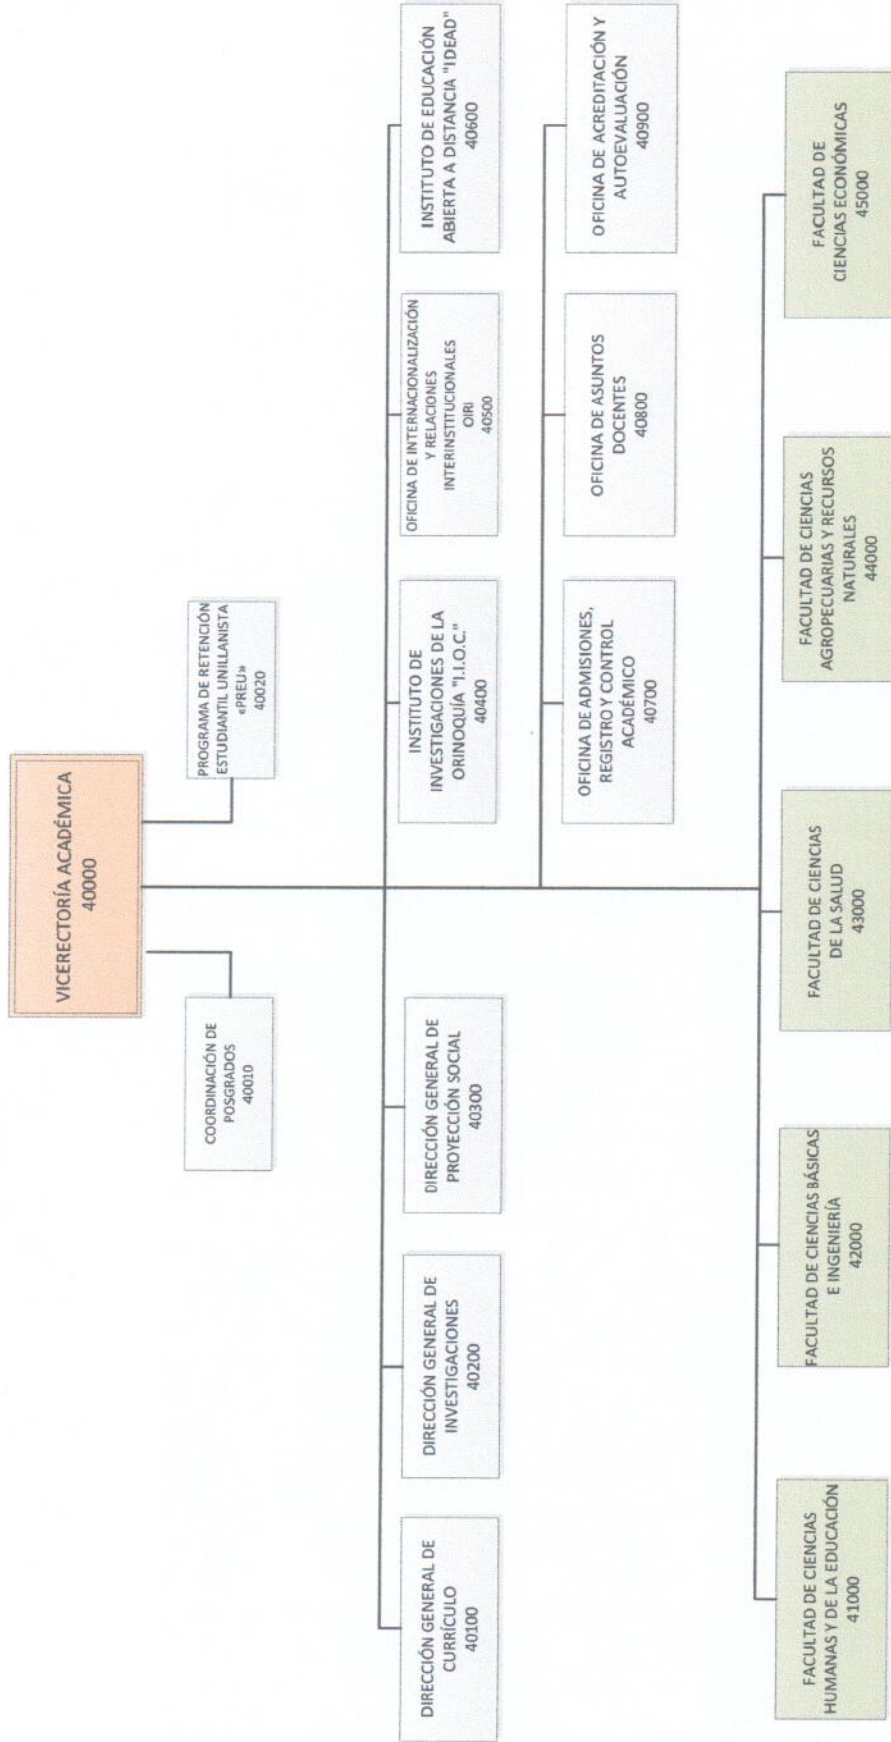 VICERECTORÍA ACADÉMICA
40000
COORDINACIÓN DE
POSGRADOS
40010
PROGRAMA DE RETENCIÓN
ESTUDIANTIL UNILLANISTA
«PREU»
40020
DIRECCIÓN GENERAL DE
CURRÍCULO
40100
DIRECCIÓN GENERAL DE
INVESTIGACIONES
40200
DIRECCIÓN GENERAL DE
PROYECCIÓN SOCIAL
40300
INSTITUTO DE
INVESTIGACIONES DE LA
ORINOQUÍA "I.I.O.C."
40400
OFICINA DE INTERNACIONALIZACIÓN
Y RELACIONES
INTERINSTITUCIONALES
OIRI
40500
INSTITUTO DE EDUCACIÓN
ABIERTA A DISTANCIA "IDEAD"
40600
OFICINA DE ADMISIONES,
REGISTRO Y CONTROL
ACADÉMICO
40700
OFICINA DE ASUNTOS
DOCENTES
40800
OFICINA DE ACREDITACIÓN Y
AUTOEVALUACIÓN
40900
FACULTAD DE CIENCIAS
HUMANAS Y DE LA EDUCACIÓN
41000
FACULTAD DE CIENCIAS BÁSICAS
E INGENIERÍA
42000
FACULTAD DE CIENCIAS
DE LA SALUD
43000
FACULTAD DE CIENCIAS
AGROPECUARIAS Y RECURSOS
NATURALES
44000
FACULTAD DE
CIENCIAS ECONÓMICAS
45000